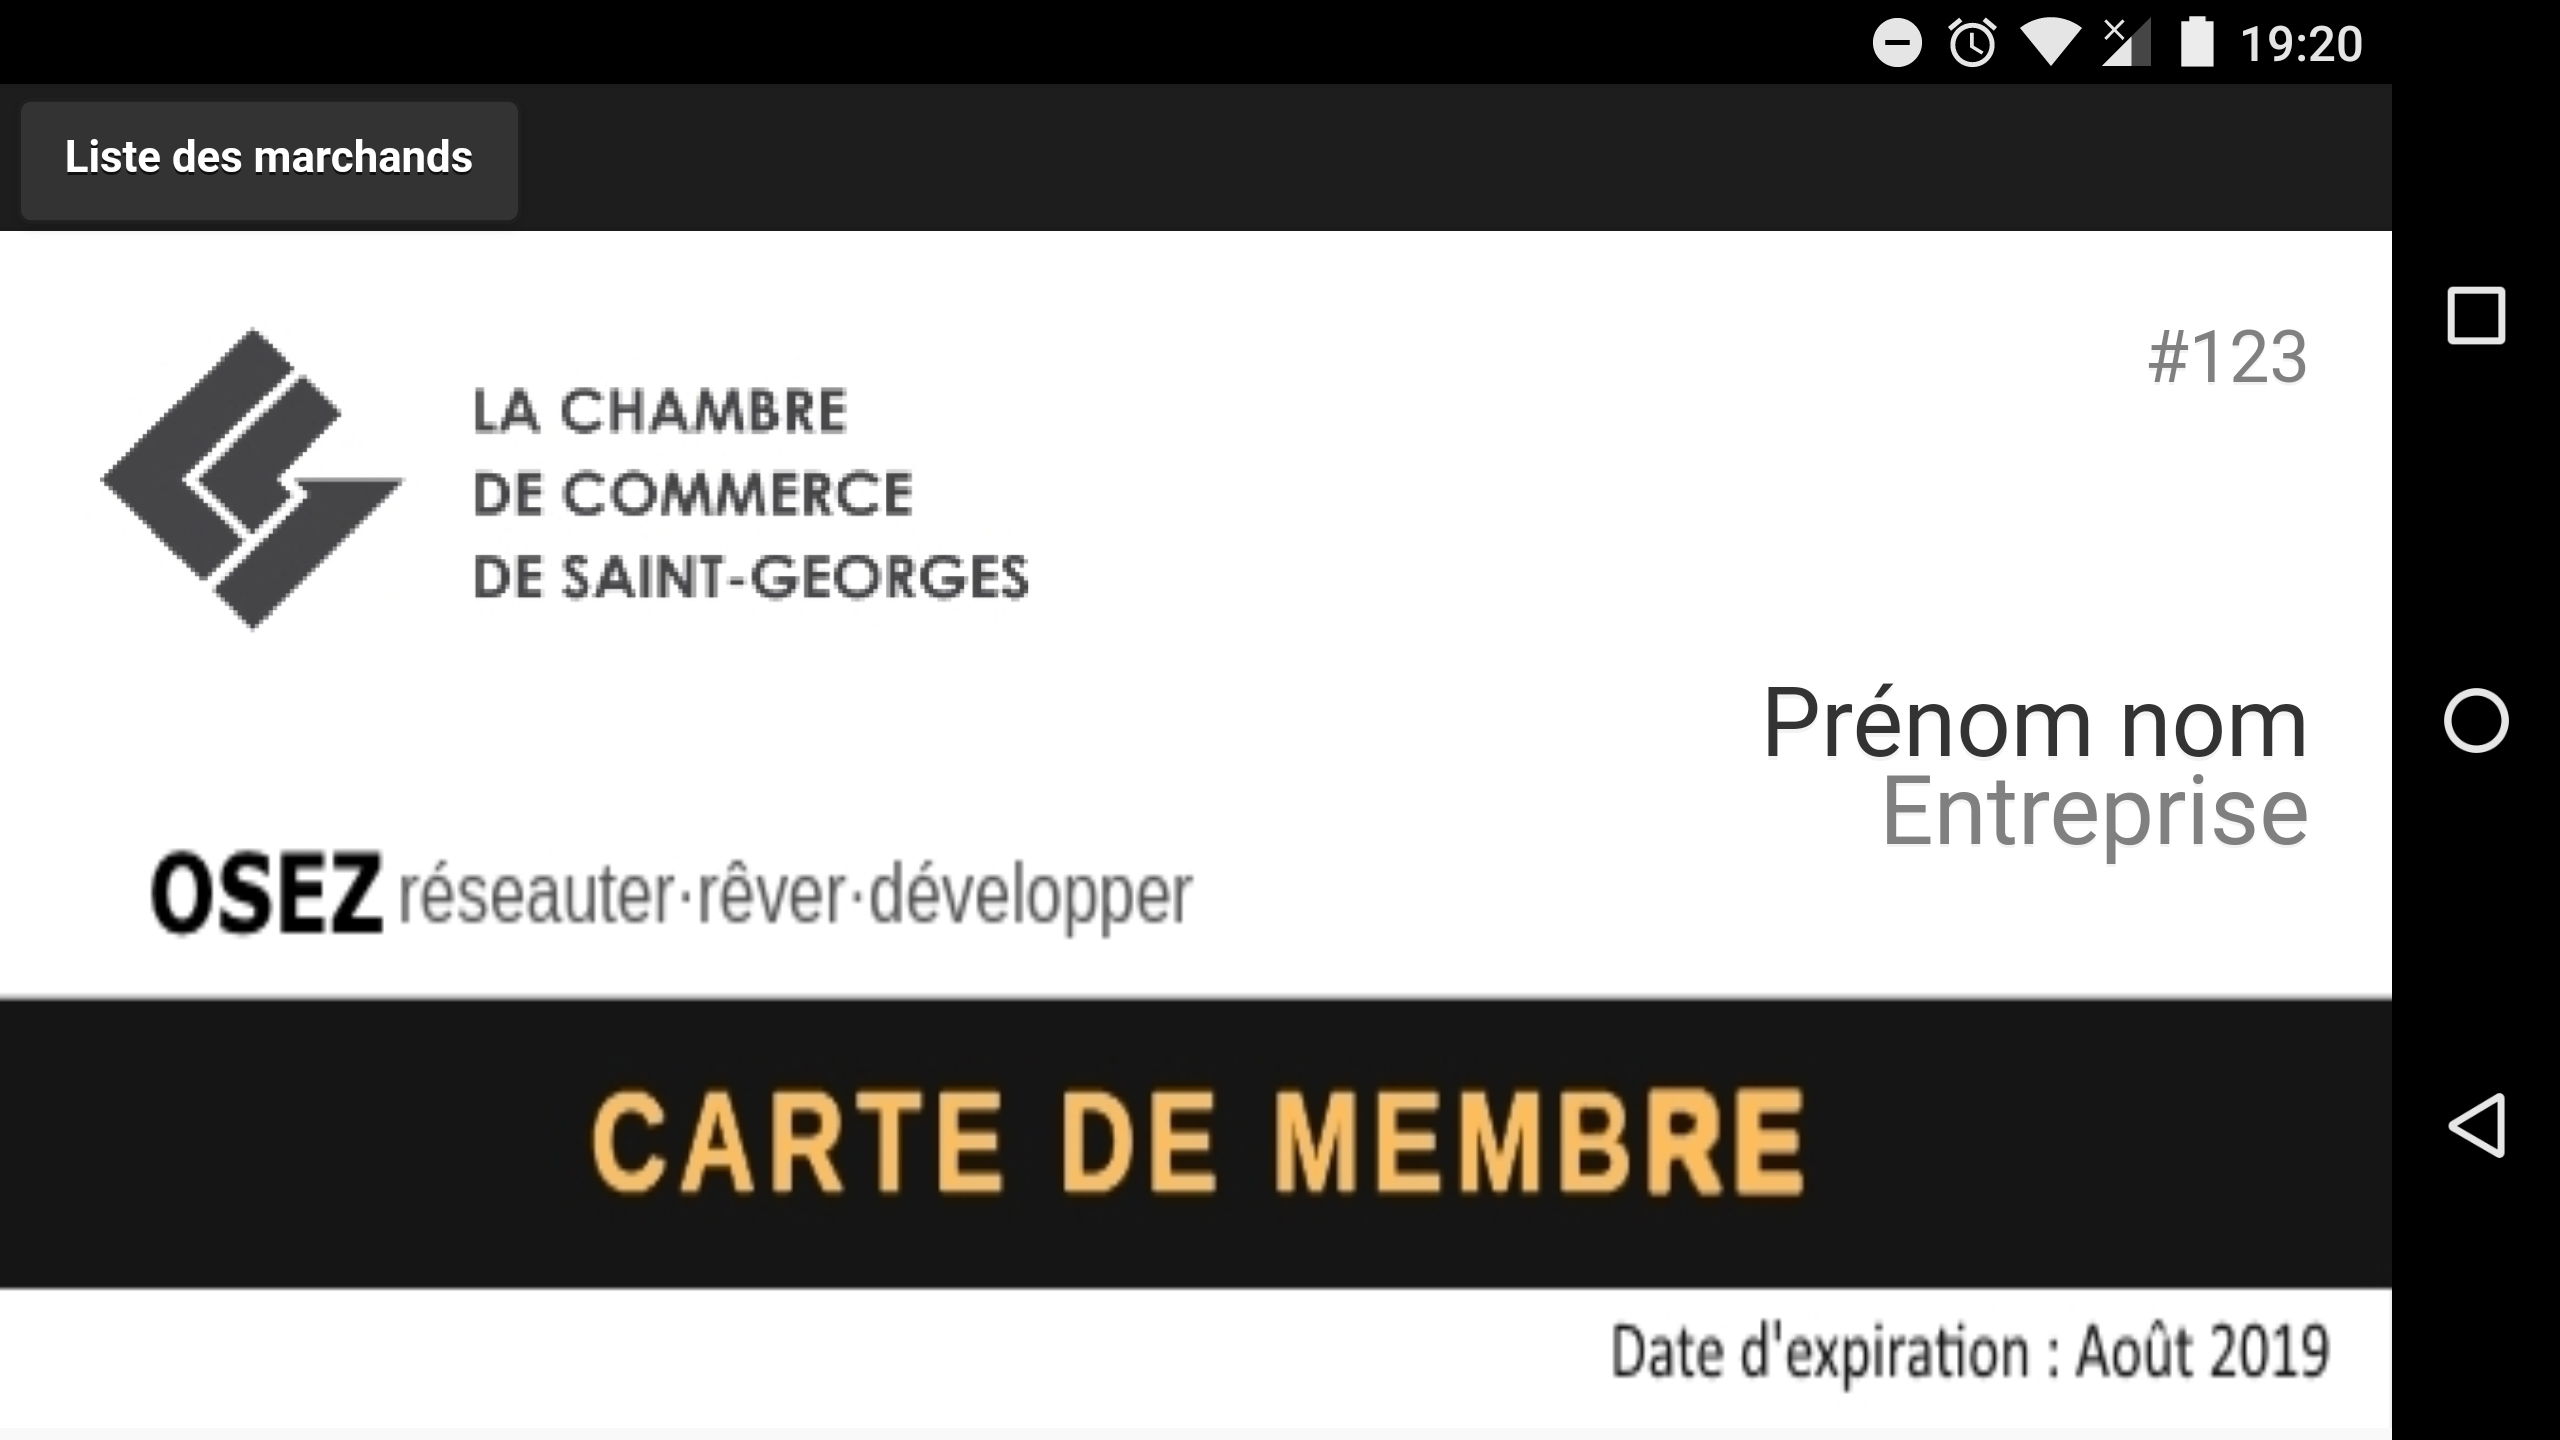 19:20
Liste des marchands
#123
LA CHAMBRE
DE COMMERCE
DE SAINT-GEORGES
Prénom nom
Entreprise
OSEZ réseauter·rêver·développer
CARTE DE MEMBRE
Date d'expiration : Août 2019